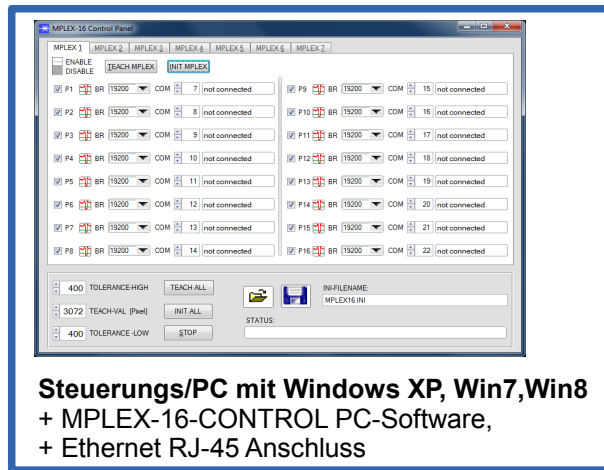 MPLEX-16 Control Panel
MPLEX 1 MPLEX 2 MPLEX 3 MPLEX 4 MPLEX 5 MPLEX 6 MPLEX 7
ENABLE
DISABLE TEACH MPLEX INIT MPLEX
P1 BR 19200 COM 7 not connected P9 BR 19200 COM 15 not connected
P2 BR 19200 COM 8 not connected P10 BR 19200 COM 16 not connected
P3 BR 19200 COM 9 not connected P11 BR 19200 COM 17 not connected
P4 BR 19200 COM 10 not connected P12 BR 19200 COM 18 not connected
P5 BR 19200 COM 11 not connected P13 BR 19200 COM 19 not connected
P6 BR 19200 COM 12 not connected P14 BR 19200 COM 20 not connected
P7 BR 19200 COM 13 not connected P15 BR 19200 COM 21 not connected
P8 BR 19200 COM 14 not connected P16 BR 19200 COM 22 not connected
400 TOLERANCE-HIGH TEACH ALL INI-FILENAME:
MPLEX16.INI
3072 TEACH-VAL [Pixel] INIT ALL
STATUS:
400 TOLERANCE -LOW STOP
Steuerungs/PC mit Windows XP, Win7,Win8
+ MPLEX-16-CONTROL PC-Software,
+ Ethernet RJ-45 Anschluss